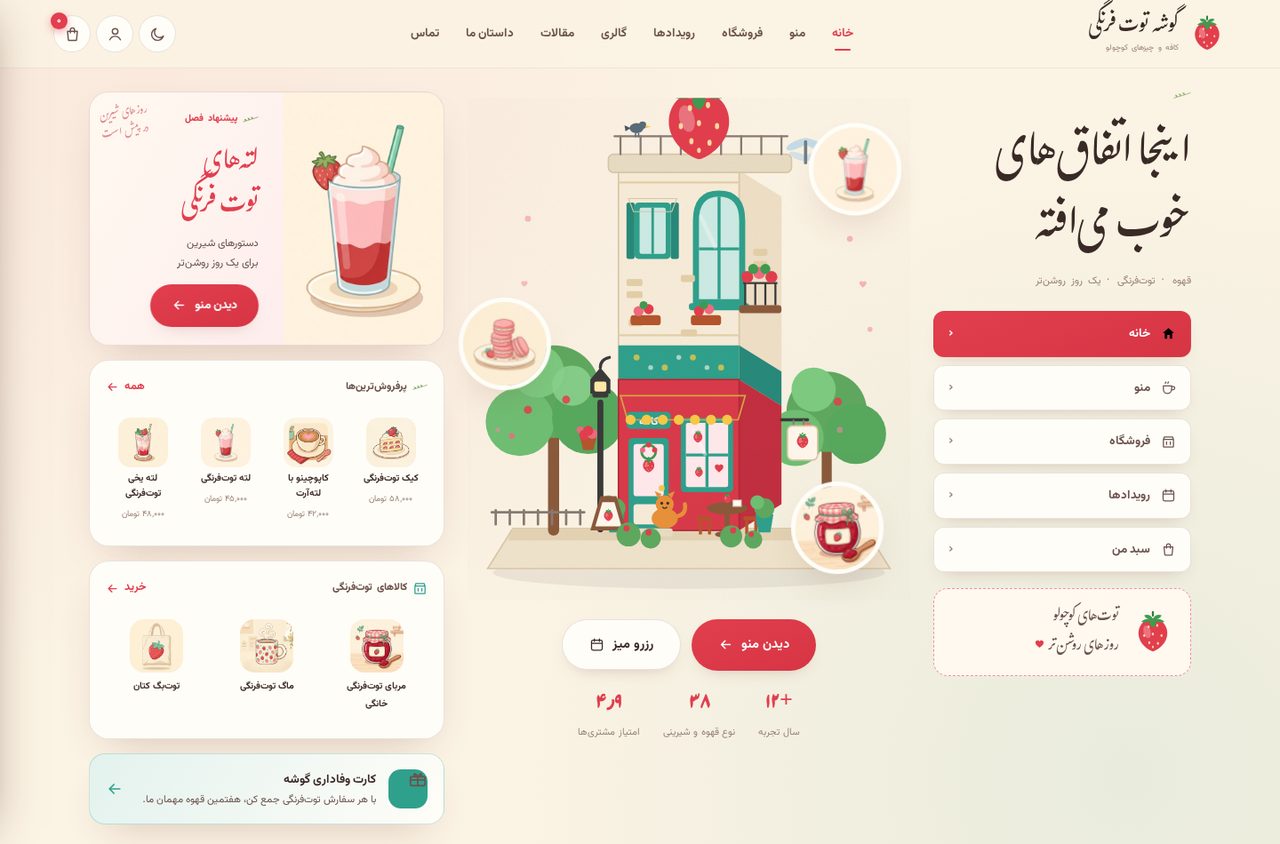 گوشه توت فرنگی
کافه و چیزهای کوچولو
خانه
منو
فروشگاه
رویدادها
گالری
مقالات
داستان ما
تماس
۰
اینجا اتفاق‌های
خوب می‌افته
قهوه · توت‌فرنگی · یک روز روشن‌تر
خانه
منو
فروشگاه
رویدادها
سبد من
توت‌های کوچولو
روزهای روشن‌تر
دیدن منو
رزرو میز
+۱۲
سال تجربه
۳۸
نوع قهوه و شیرینی
۴٫۹
امتیاز مشتری‌ها
پیشنهاد فصل
روزهای شیرین
در پیش است
لته‌های
توت فرنگی
دستورهای شیرین
برای یک روز روشن‌تر
دیدن منو
پرفروش‌ترین‌ها
همه
کیک توت‌فرنگی
۵۸,۰۰۰ تومان
کاپوچینو با
لته‌آرت
۴۲,۰۰۰ تومان
لته توت‌فرنگی
۴۵,۰۰۰ تومان
لته یخی
توت‌فرنگی
۴۸,۰۰۰ تومان
کالاهای توت‌فرنگی
خرید
مربای توت‌فرنگی
خانگی
ماگ توت‌فرنگی
توت‌بگ کتان
کارت وفاداری گوشه
با هر سفارش توت‌فرنگی جمع کن، هفتمین قهوه مهمان ما.